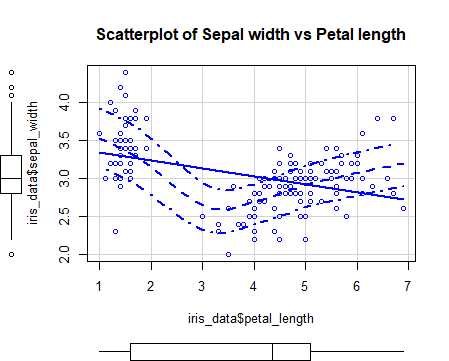 Scatterplot of Sepal width vs Petal length
iris_data$sepal_width
4.0
3.5
3.0
2.5
2.0
1 2 3 4 5 6 7
iris_data$petal_length